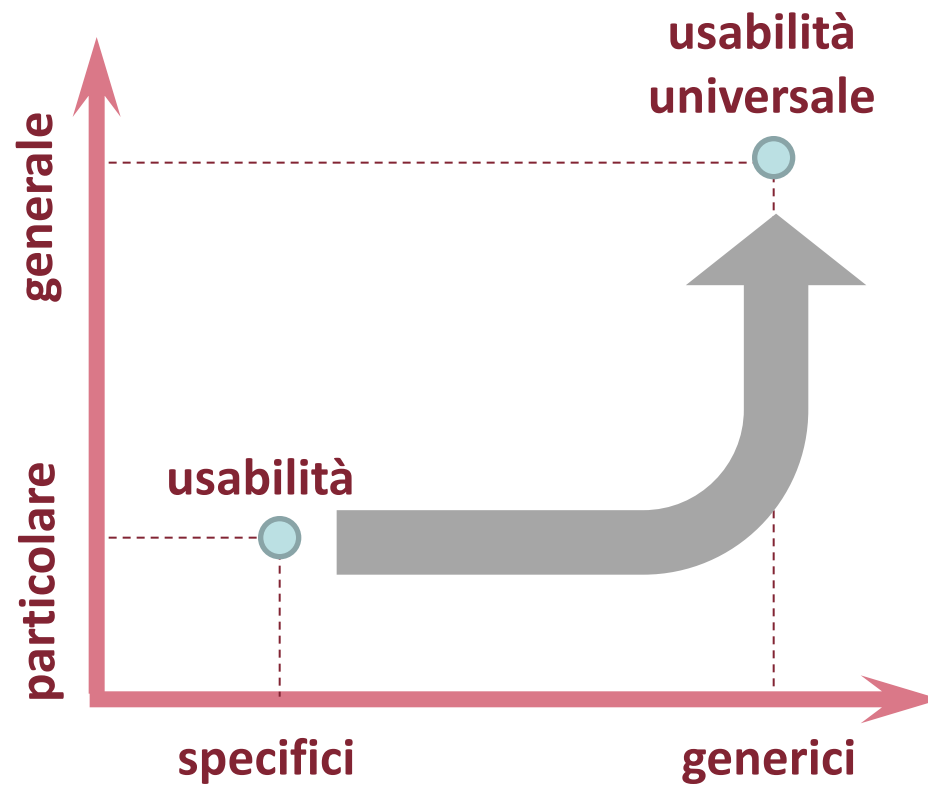 usabilità
universale
generale
usabilità
particolare
specifici
generici